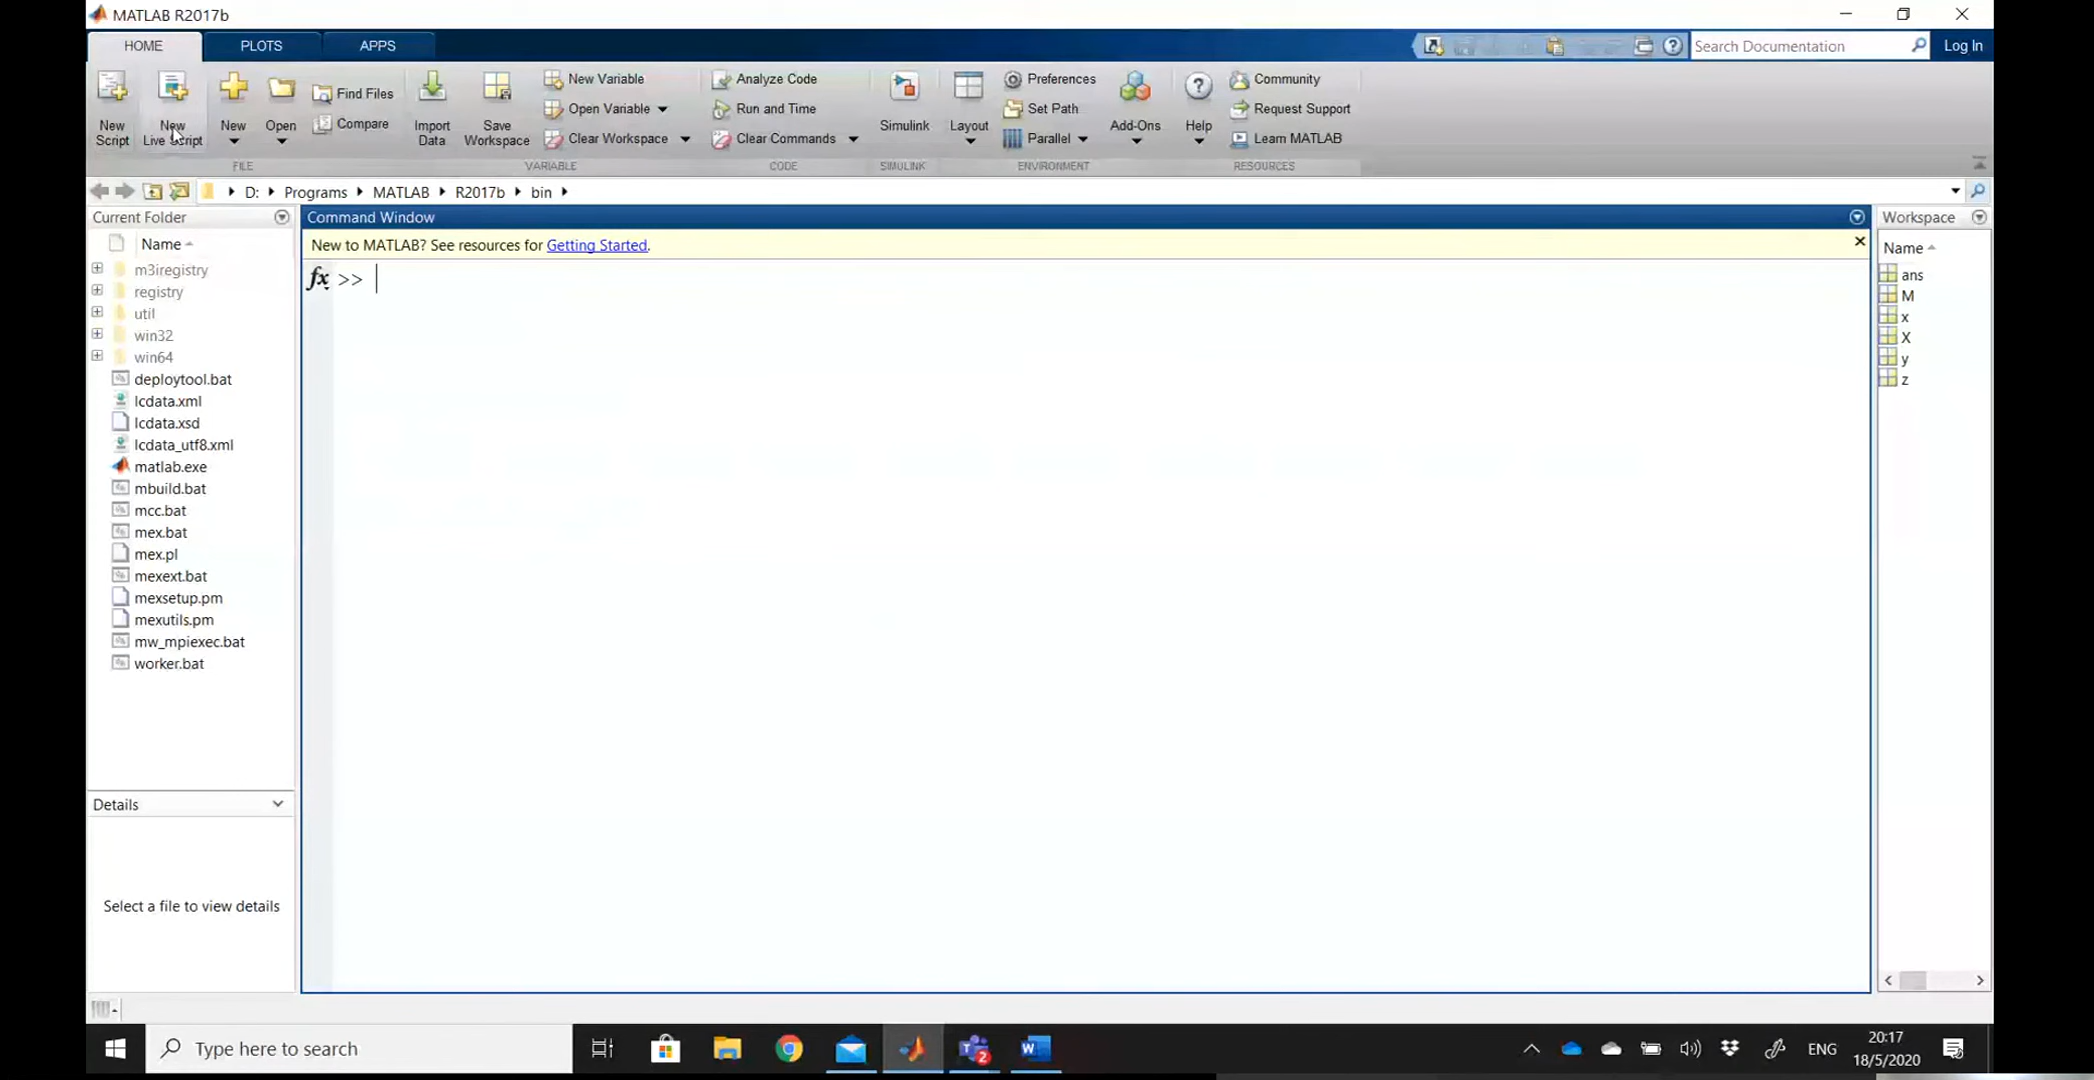 MATLAB R2017b
HOME PLOTS APPS
Search Documentation Log In
New Script
New Live Script
New
Open
Find Files
Compare
Import Data
Save Workspace
New Variable
Open Variable
Clear Workspace
Analyze Code
Run and Time
Clear Commands
Simulink
Layout
Preferences
Set Path
Parallel
Add-Ons
Help
Community
Request Support
Learn MATLAB
FILE VARIABLE CODE SIMULINK ENVIRONMENT RESOURCES
D: Programs MATLAB R2017b bin
Current Folder
Name
m3iregistry
registry
util
win32
win64
deploytool.bat
lcdata.xml
lcdata.xsd
lcdata_utf8.xml
matlab.exe
mbuild.bat
mcc.bat
mex.bat
mex.pl
mexext.bat
mexsetup.pm
mexutils.pm
mw_mpiexec.bat
worker.bat
Details
Select a file to view details
Command Window
New to MATLAB? See resources for Getting Started.
fx >>
Workspace
Name
ans
M
x
X
y
z
Type here to search
2
W
ENG
20:17
18/5/2020